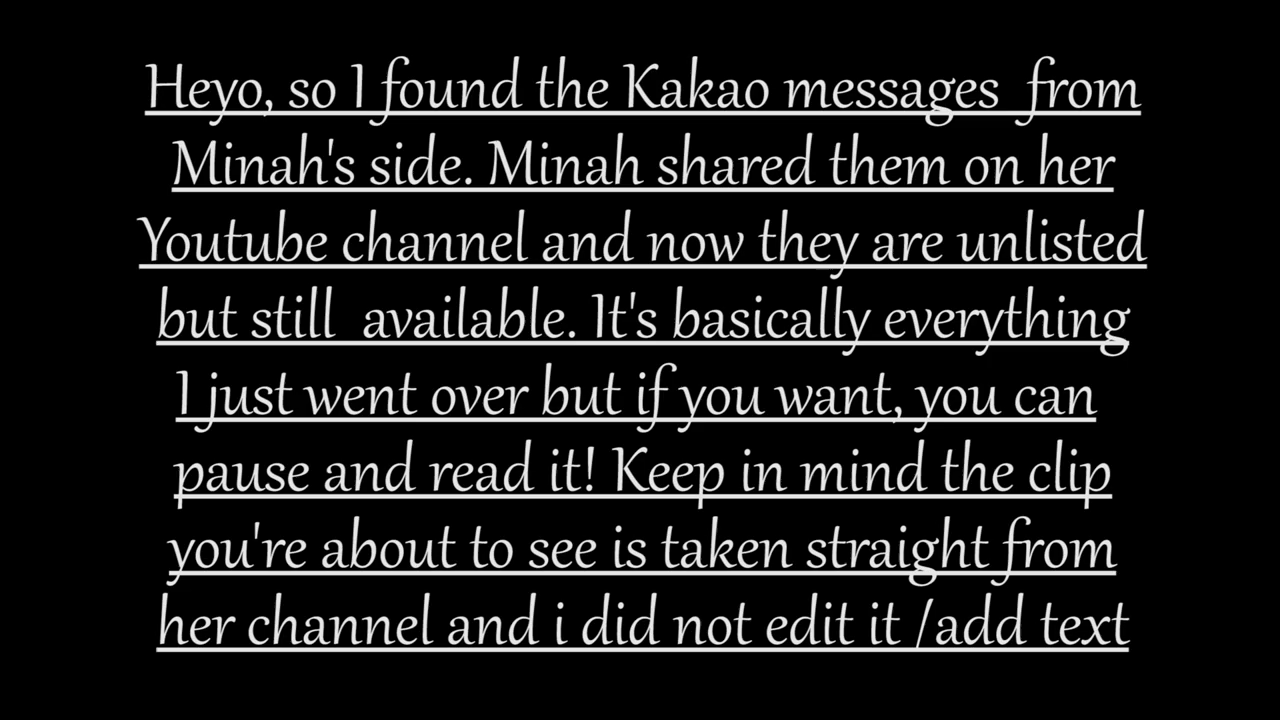 Heyo, so I found the Kakao messages  from
Minah's side. Minah shared them on her
Youtube channel and now they are unlisted
but still  available. It's basically everything
I just went over but if you want, you can
pause and read it! Keep in mind the clip
you're about to see is taken straight from
her channel and i did not edit it /add text